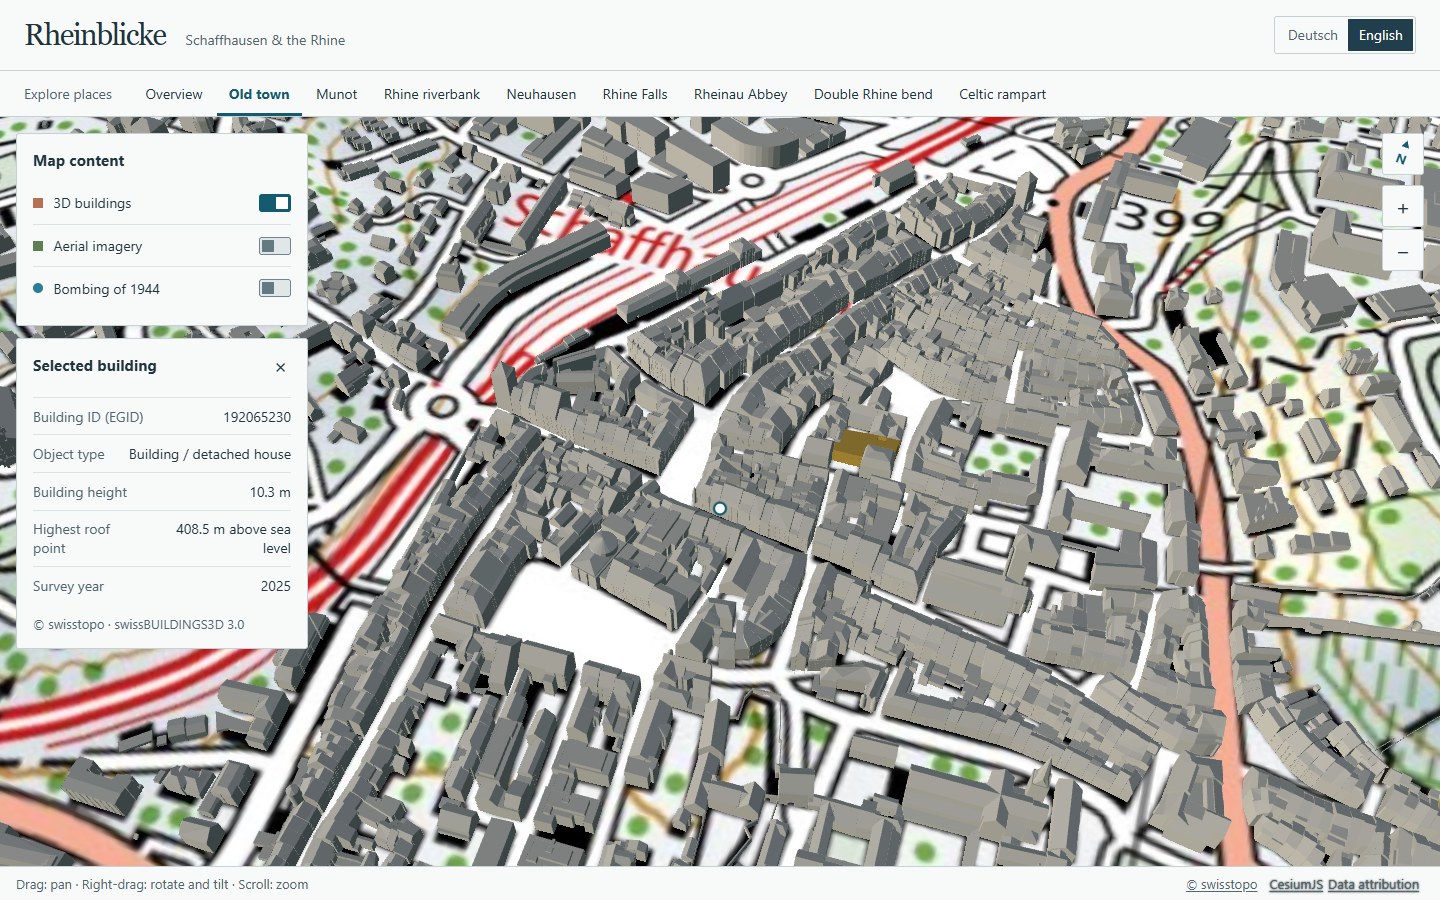 Rheinblicke
Schaffhausen & the Rhine
Deutsch
English
Explore places
Overview
Old town
Munot
Rhine riverbank
Neuhausen
Rhine Falls
Rheinau Abbey
Double Rhine bend
Celtic rampart
Map content
3D buildings
Aerial imagery
Bombing of 1944
N
+
−
399
Selected building
×
Building ID (EGID)
192065230
Object type
Building / detached house
Building height
10.3 m
Highest roof
point
408.5 m above sea
level
Survey year
2025
© swisstopo · swissBUILDINGS3D 3.0
Drag: pan · Right-drag: rotate and tilt · Scroll: zoom
© swisstopo
CesiumJS
Data attribution